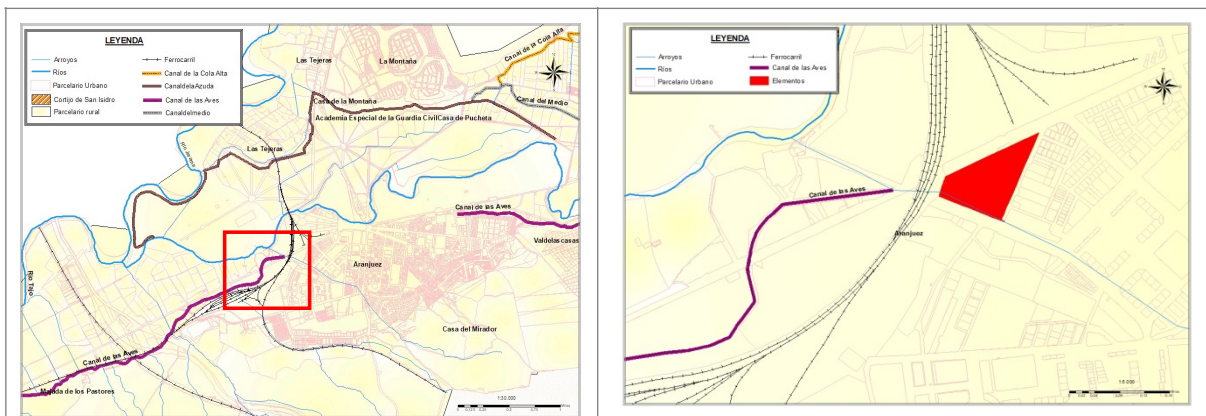 LEYENDA
Arroyos
Ríos
Parcelario Urbano
Cortijo de San Isidro
Parcelario rural
Ferrocarril
Canal de la Cola Alta
CanaldelaAzuda
Canal de las Aves
Canaldelmedio
Las Tejeras
La Montaña
Canal de la Cola Alta
Casa de la Montaña
Canal del Medio
Academia Especial de la Guardia CivilCasa de Pucheta
Río Jarama
Las Tejeras
Canal de las Aves
Valdelascasas
Río Tajo
Aranjuez
Casa del Mirador
Canal de las Aves
Majada de los Pastores
1:30.000
LEYENDA
Arroyos
Ríos
Parcelario Urbano
Ferrocarril
Canal de las Aves
Elementos
Canal de las Aves
Aranjuez
1:5.000